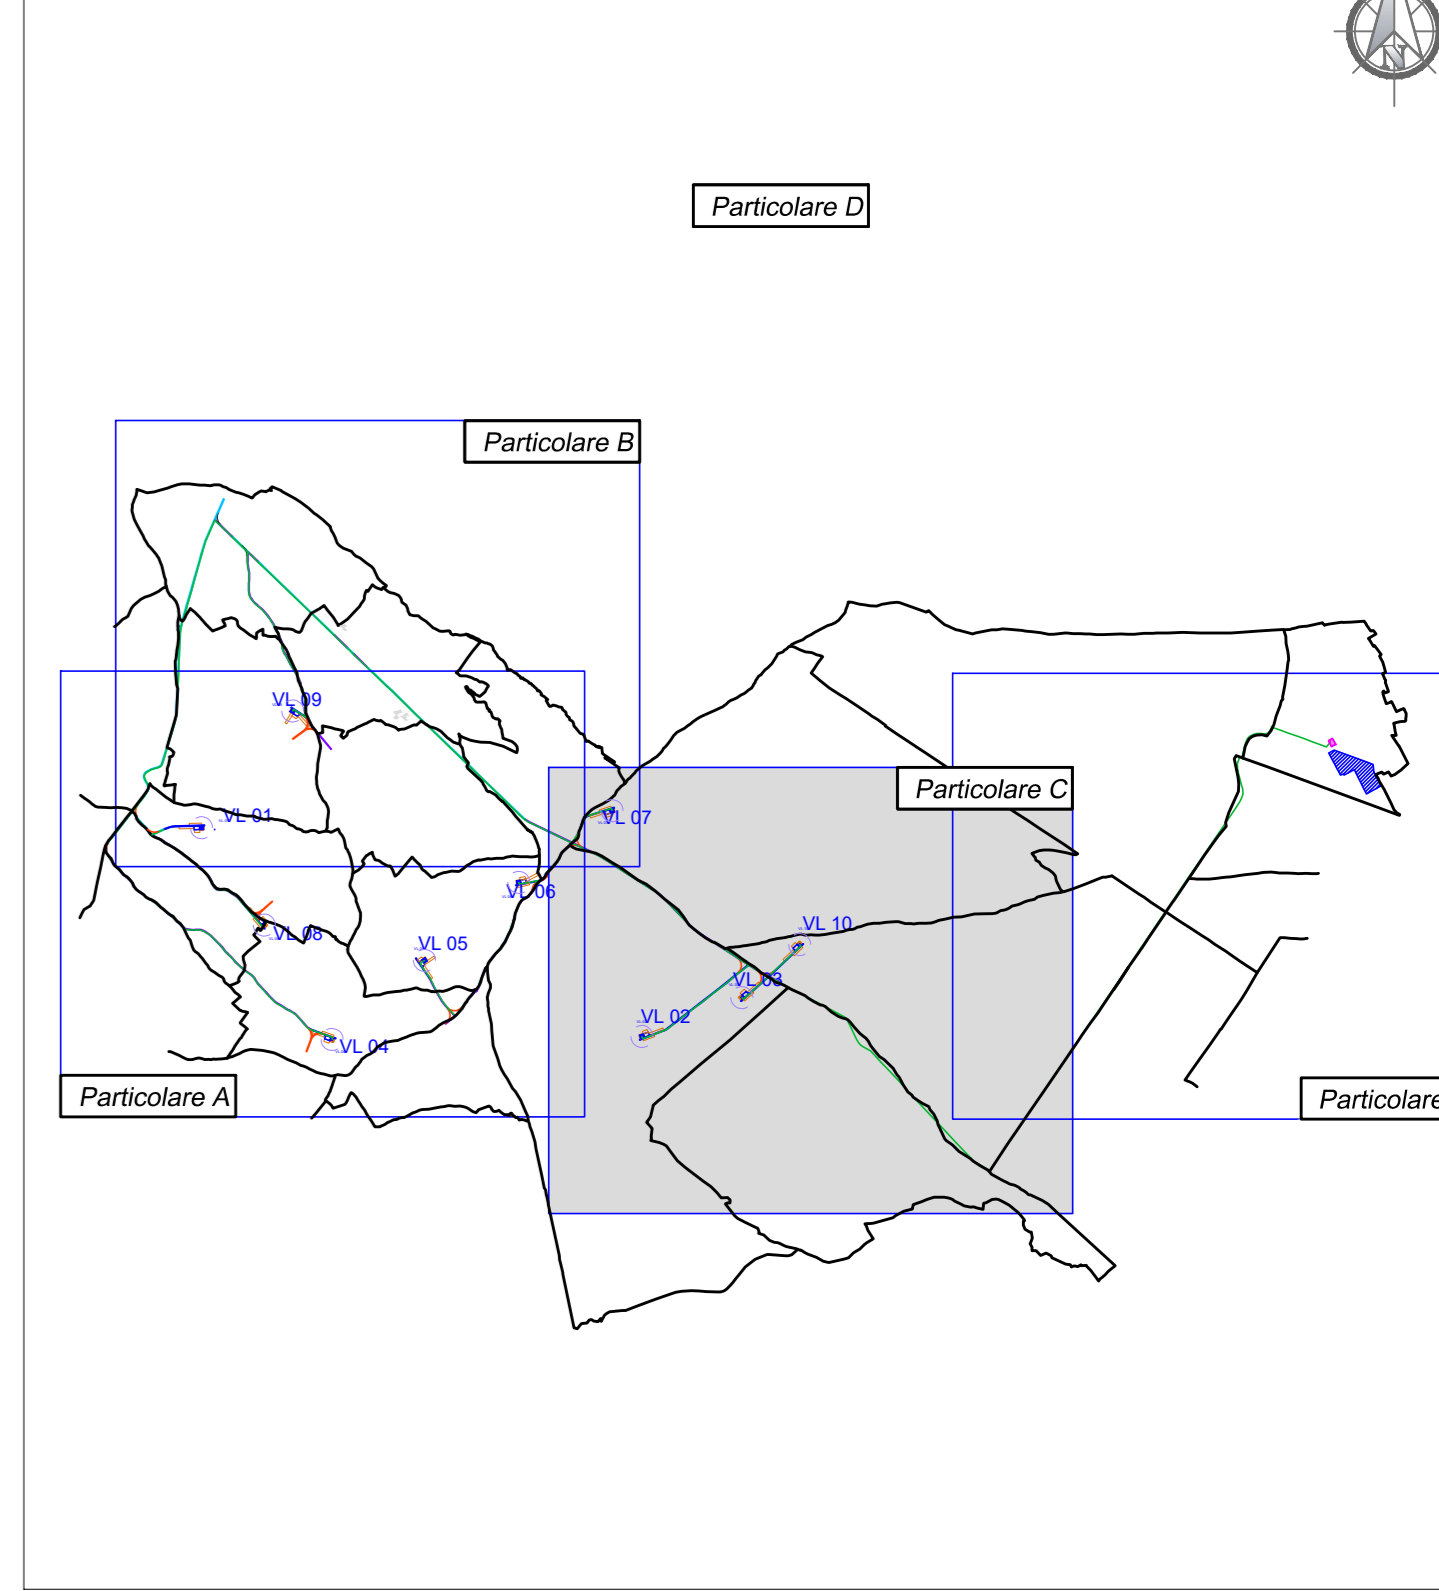 N
Particolare D
Particolare B
VL 09
Particolare C
VL 01
VL 07
VL 06
VL 08
VL 05
VL 10
VL 03
VL 02
VL 04
Particolare A
Particolare